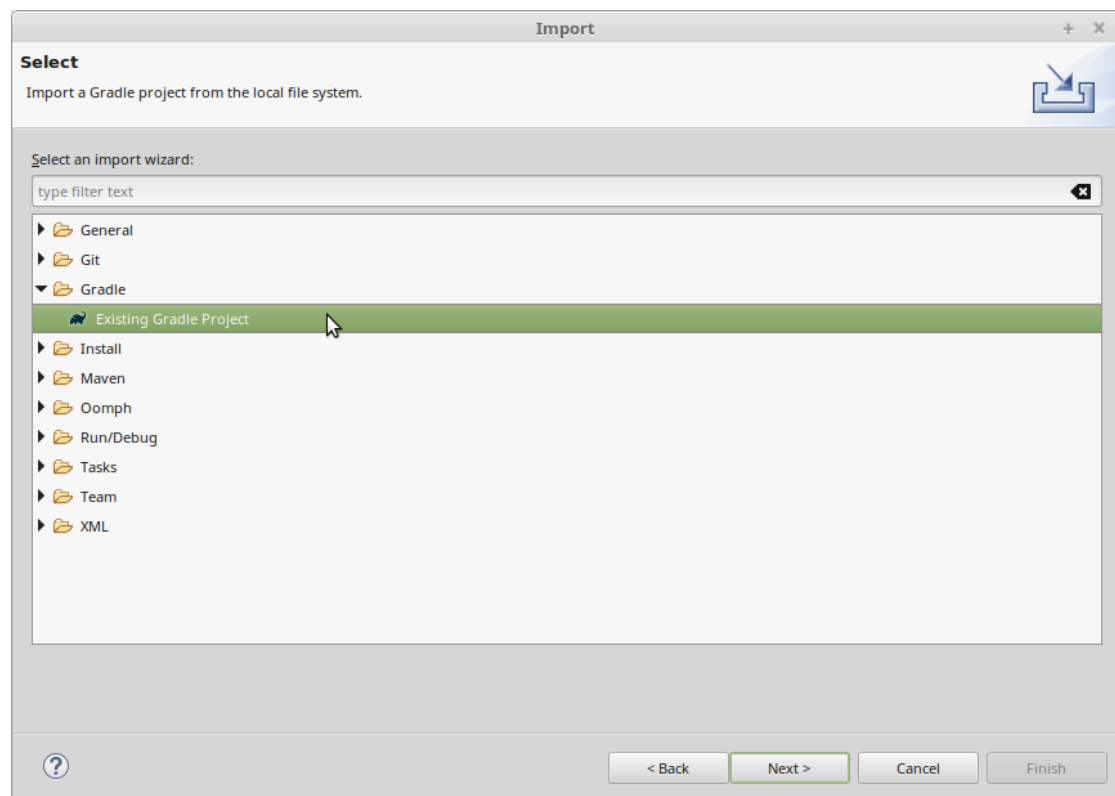 Import
Select
Import a Gradle project from the local file system.
Select an import wizard:
type filter text
General
Git
Gradle
Existing Gradle Project
Install
Maven
Oomph
Run/Debug
Tasks
Team
XML
?
< Back Next > Cancel Finish